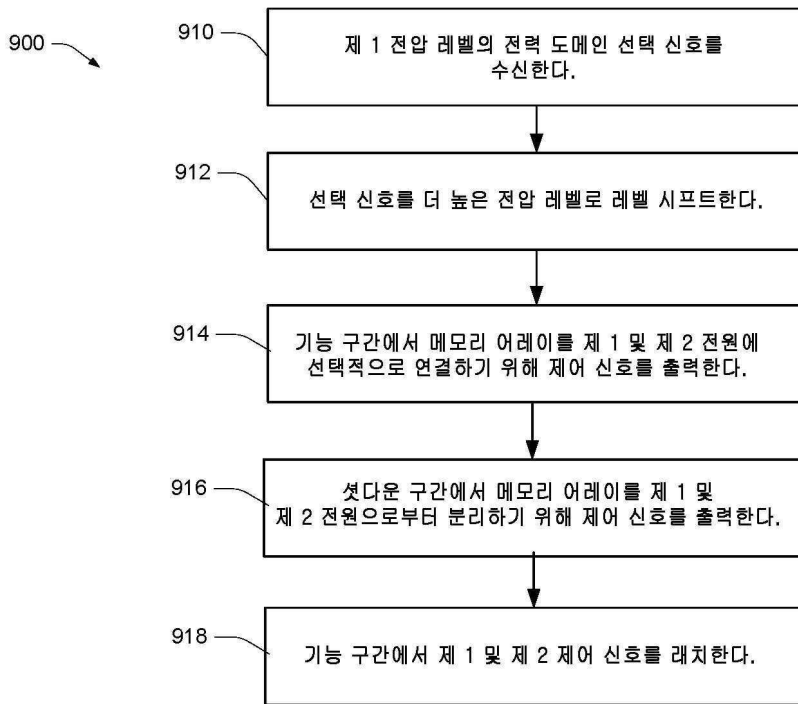 900
910
제 1 전압 레벨의 전력 도메인 선택 신호를
수신한다.
912
선택 신호를 더 높은 전압 레벨로 레벨 시프트한다.
914
기능 구간에서 메모리 어레이를 제 1 및 제 2 전원에
선택적으로 연결하기 위해 제어 신호를 출력한다.
916
셧다운 구간에서 메모리 어레이를 제 1 및
제 2 전원으로부터 분리하기 위해 제어 신호를 출력한다.
918
기능 구간에서 제 1 및 제 2 제어 신호를 래치한다.